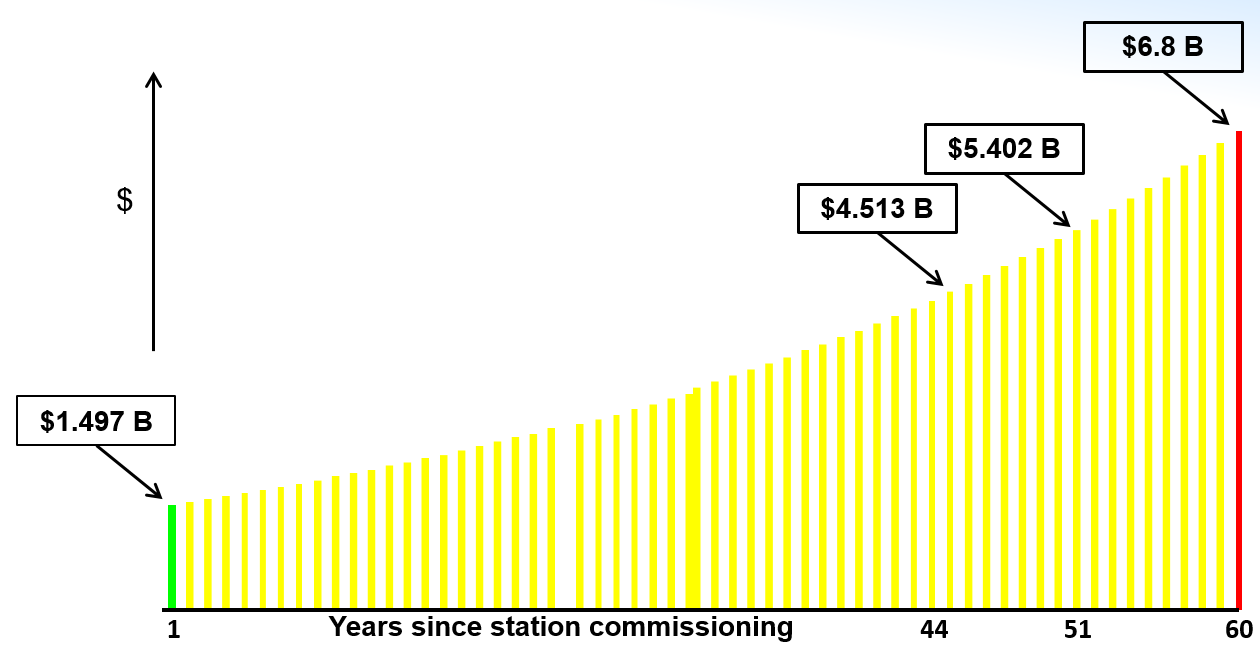 $6.8 B
$5.402 B
$4.513 B
$
$1.497 B
1
Years since station commissioning
44
51
60